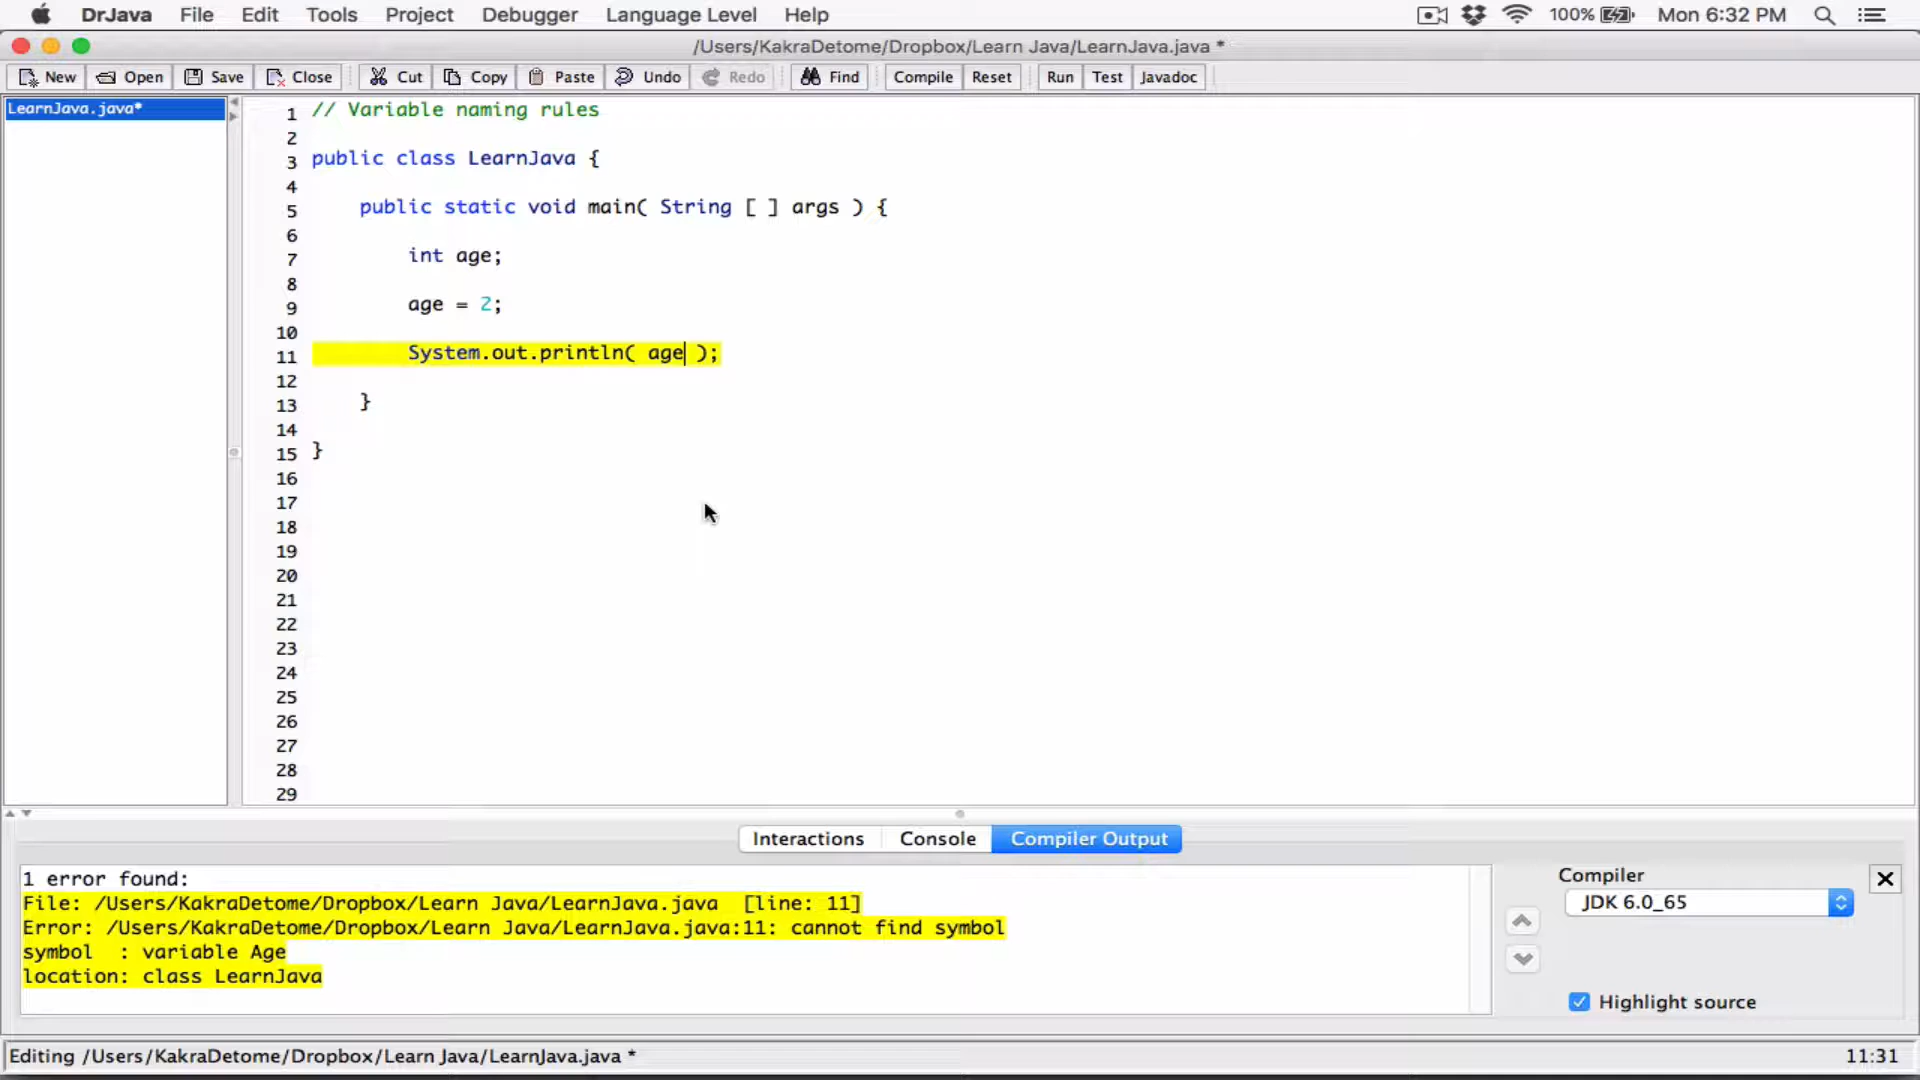 DrJava File Edit Tools Project Debugger Language Level Help 100% Mon 6:32 PM
/Users/KakraDetome/Dropbox/Learn Java/LearnJava.java *
New Open Save Close Cut Copy Paste Undo Redo Find Compile Reset Run Test Javadoc
LearnJava.java*
1 // Variable naming rules
2
3 public class LearnJava {
4
5 public static void main( String [ ] args ) {
6
7 int age;
8
9 age = 2;
10
11 System.out.println( age );
12
13 }
14
15 }
16
17
18
19
20
21
22
23
24
25
26
27
28
29
Interactions Console Compiler Output
1 error found:
File: /Users/KakraDetome/Dropbox/Learn Java/LearnJava.java [line: 11]
Error: /Users/KakraDetome/Dropbox/Learn Java/LearnJava.java:11: cannot find symbol
symbol : variable Age
location: class LearnJava
Compiler
JDK 6.0_65
Highlight source
Editing /Users/KakraDetome/Dropbox/Learn Java/LearnJava.java * 11:31